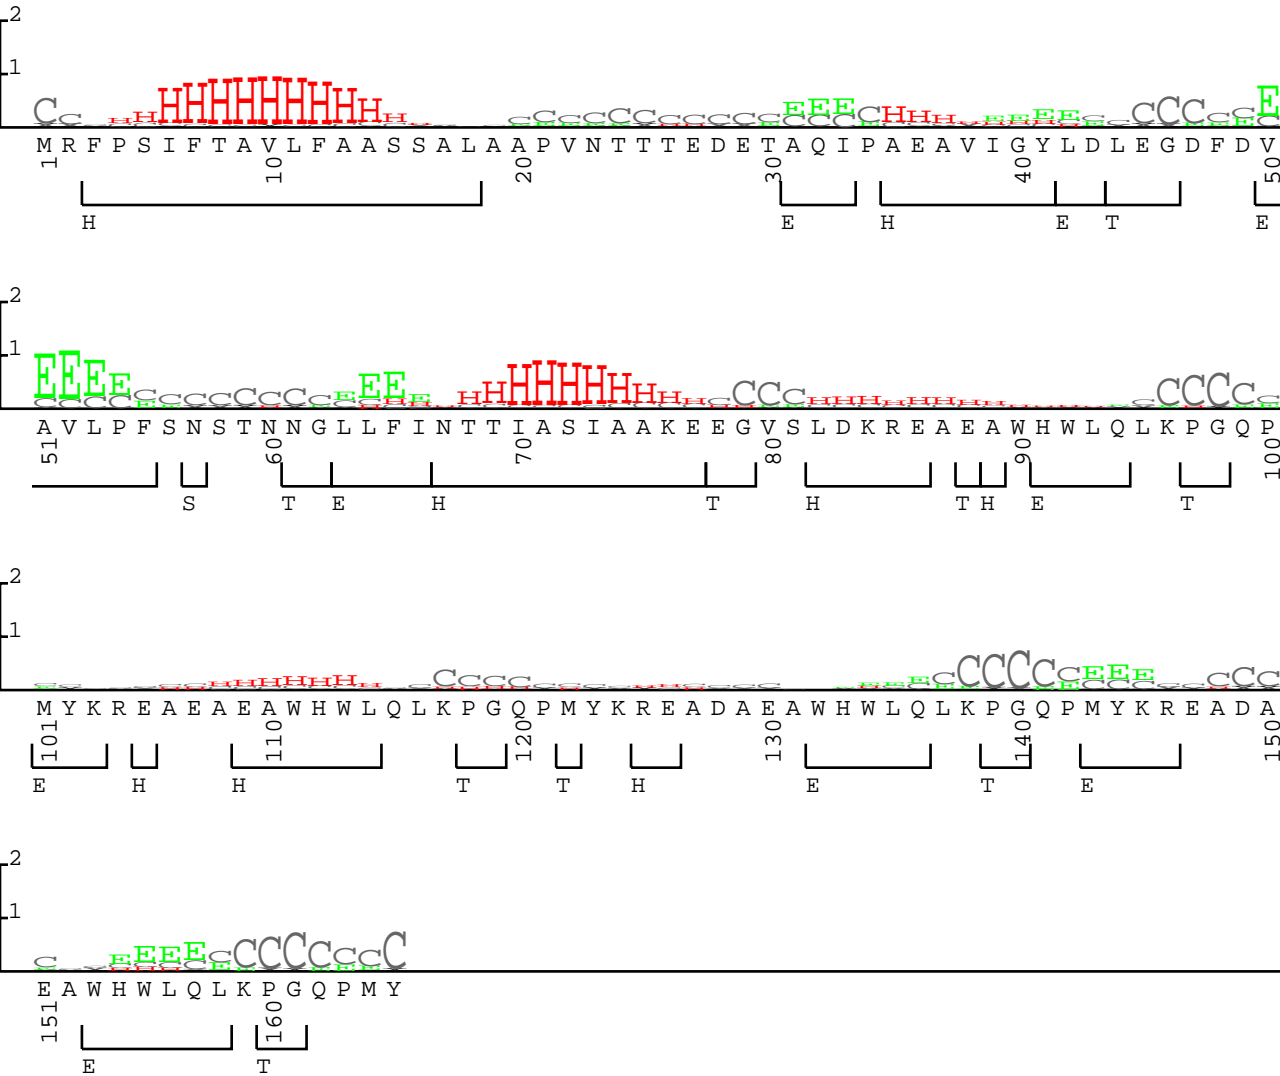 2
1
C C H H H H H H H H H H H H C C C C C C C C C C E E E C H H H E E E E C C C C C E
M R F P S I F T A V L F A A S S A L A A P V N T T T E D E T A Q I P A E A V I G Y L D L E G D F D V
1 10 20 30 40 50
H E H E T E
2
1
E E E E C C C C C C C C E E E E H H H H H H H H H H C C C C H H H H H H H C C C C C
A V L P F S N S T N N G L L F I N T T I A S I A A K E E G V S L D K R E A E A W H W L Q L K P G Q P
51 60 70 80 90 100
S T E H T H T H E T
2
1
H H H H H H C C C C E C C C C C C E E E C C C
M Y K R E A E A E A W H W L Q L K P G Q P M Y K R E A D A E A W H W L Q L K P G Q P M Y K R E A D A
101 110 120 130 140 150
E H H T T H E T E
2
1
C E E E E C C C C C C C C
E A W H W L Q L K P G Q P M Y
151 160
E T